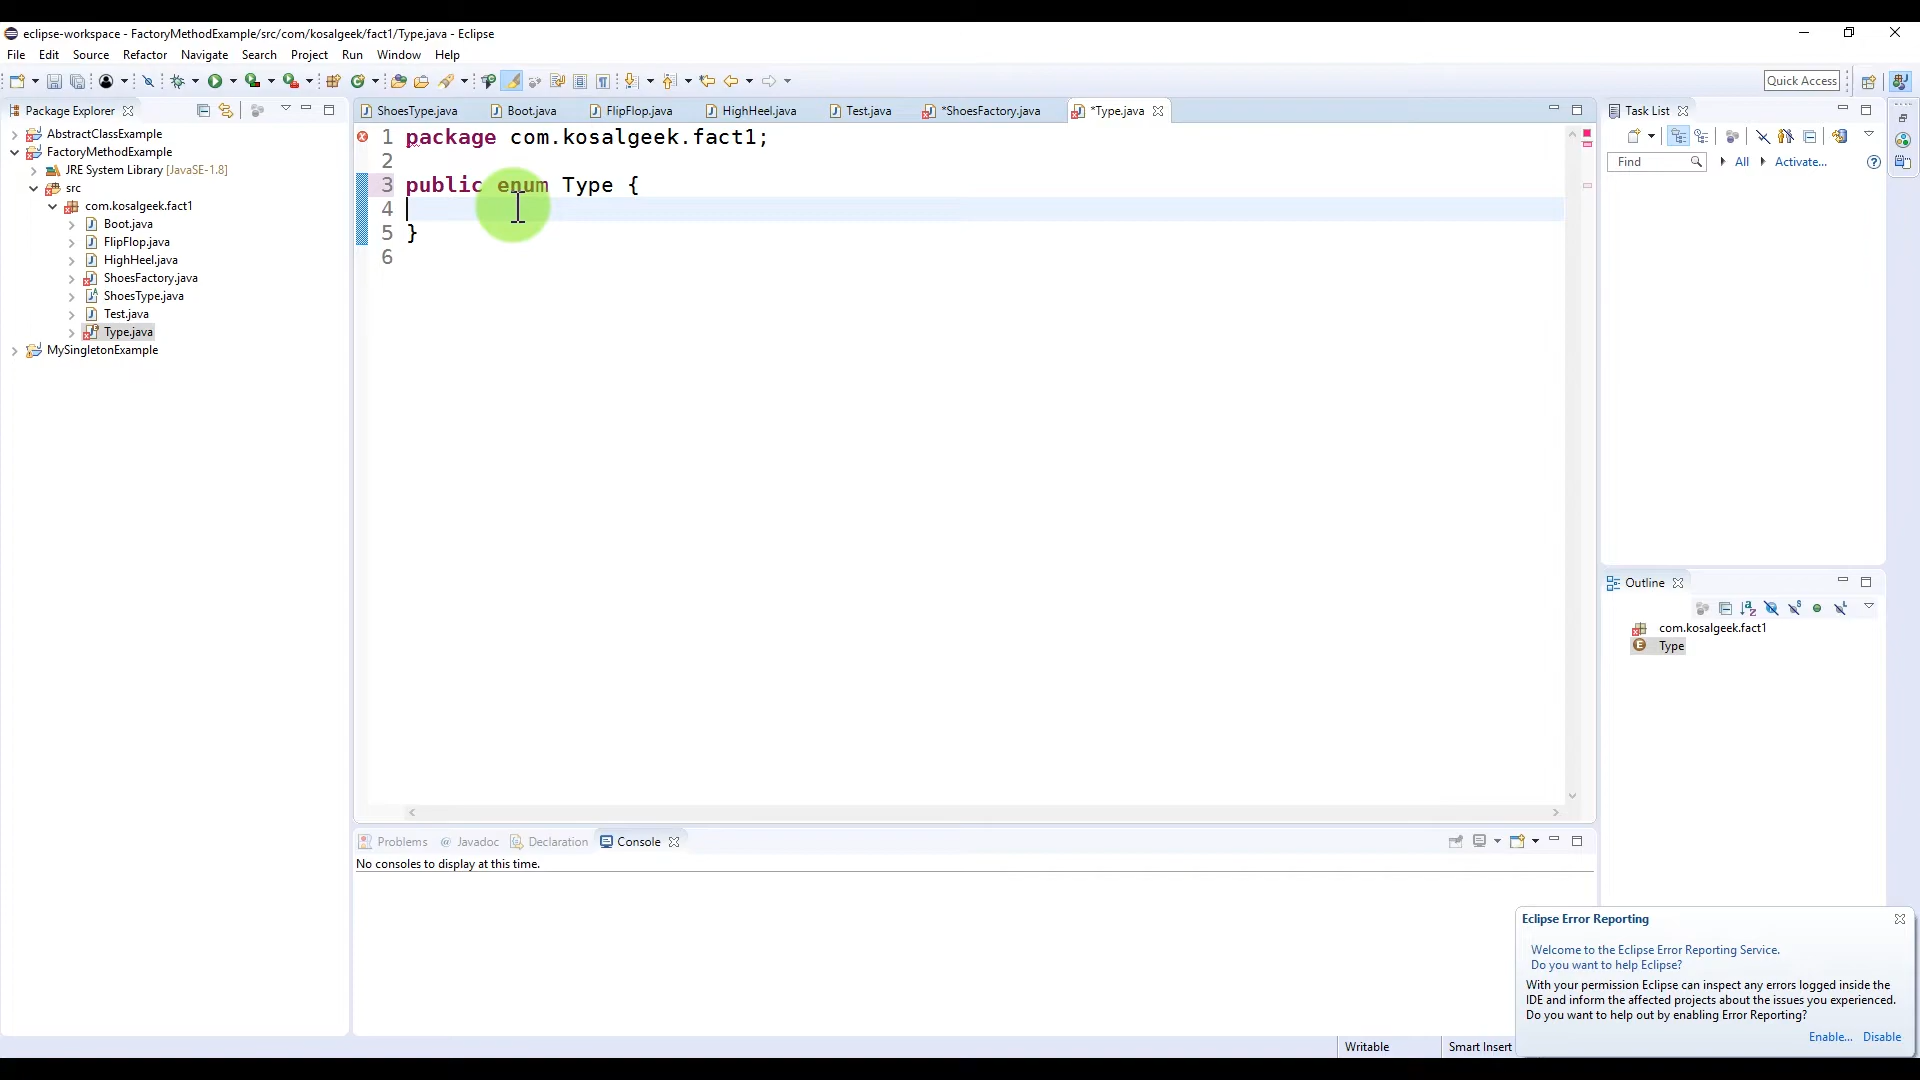 eclipse-workspace - FactoryMethodExample/src/com/kosalgeek/fact1/Type.java - Eclipse
File Edit Source Refactor Navigate Search Project Run Window Help
Quick Access
Package Explorer
AbstractClassExample
FactoryMethodExample
JRE System Library [JavaSE-1.8]
src
com.kosalgeek.fact1
Boot.java
FlipFlop.java
HighHeel.java
ShoesFactory.java
ShoesType.java
Test.java
Type.java
MySingletonExample
ShoesType.java Boot.java FlipFlop.java HighHeel.java Test.java *ShoesFactory.java *Type.java
1 package com.kosalgeek.fact1;
2
3 public enum Type {
4
5 }
6
Task List
Find All Activate...
Outline
com.kosalgeek.fact1
Type
Problems Javadoc Declaration Console
No consoles to display at this time.
Writable Smart Insert
Eclipse Error Reporting
Welcome to the Eclipse Error Reporting Service.
Do you want to help Eclipse?
With your permission Eclipse can inspect any errors logged inside the
IDE and inform the affected projects about the issues you experienced.
Do you want to help out by enabling Error Reporting?
Enable... Disable